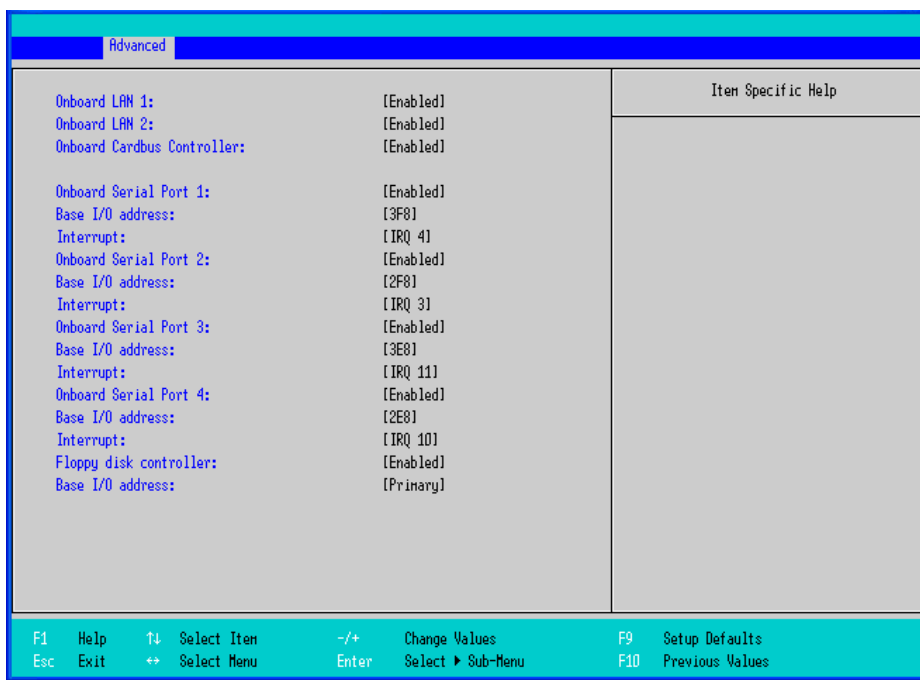 Advanced
Item Specific Help
Onboard LAN 1: [Enabled]
Onboard LAN 2: [Enabled]
Onboard Cardbus Controller: [Enabled]
Onboard Serial Port 1: [Enabled]
Base I/O address: [3F8]
Interrupt: [IRQ 4]
Onboard Serial Port 2: [Enabled]
Base I/O address: [2F8]
Interrupt: [IRQ 3]
Onboard Serial Port 3: [Enabled]
Base I/O address: [3E8]
Interrupt: [IRQ 11]
Onboard Serial Port 4: [Enabled]
Base I/O address: [2E8]
Interrupt: [IRQ 10]
Floppy disk controller: [Enabled]
Base I/O address: [Primary]
F1 Help ↑↓ Select Item -/+ Change Values F9 Setup Defaults
Esc Exit ↔ Select Menu Enter Select ▶ Sub-Menu F10 Previous Values